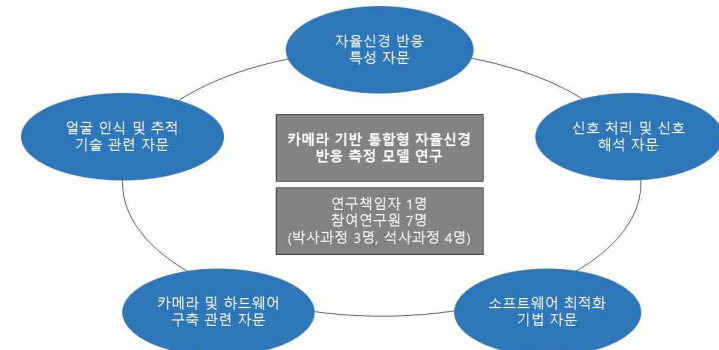 자율신경 반응
특성 자문
얼굴 인식 및 추적
기술 관련 자문
신호 처리 및 신호
해석 자문
카메라 기반 통합형 자율신경
반응 측정 모델 연구
연구책임자 1명
참여연구원 7명
(박사과정 3명, 석사과정 4명)
카메라 및 하드웨어
구축 관련 자문
소프트웨어 최적화
기법 자문